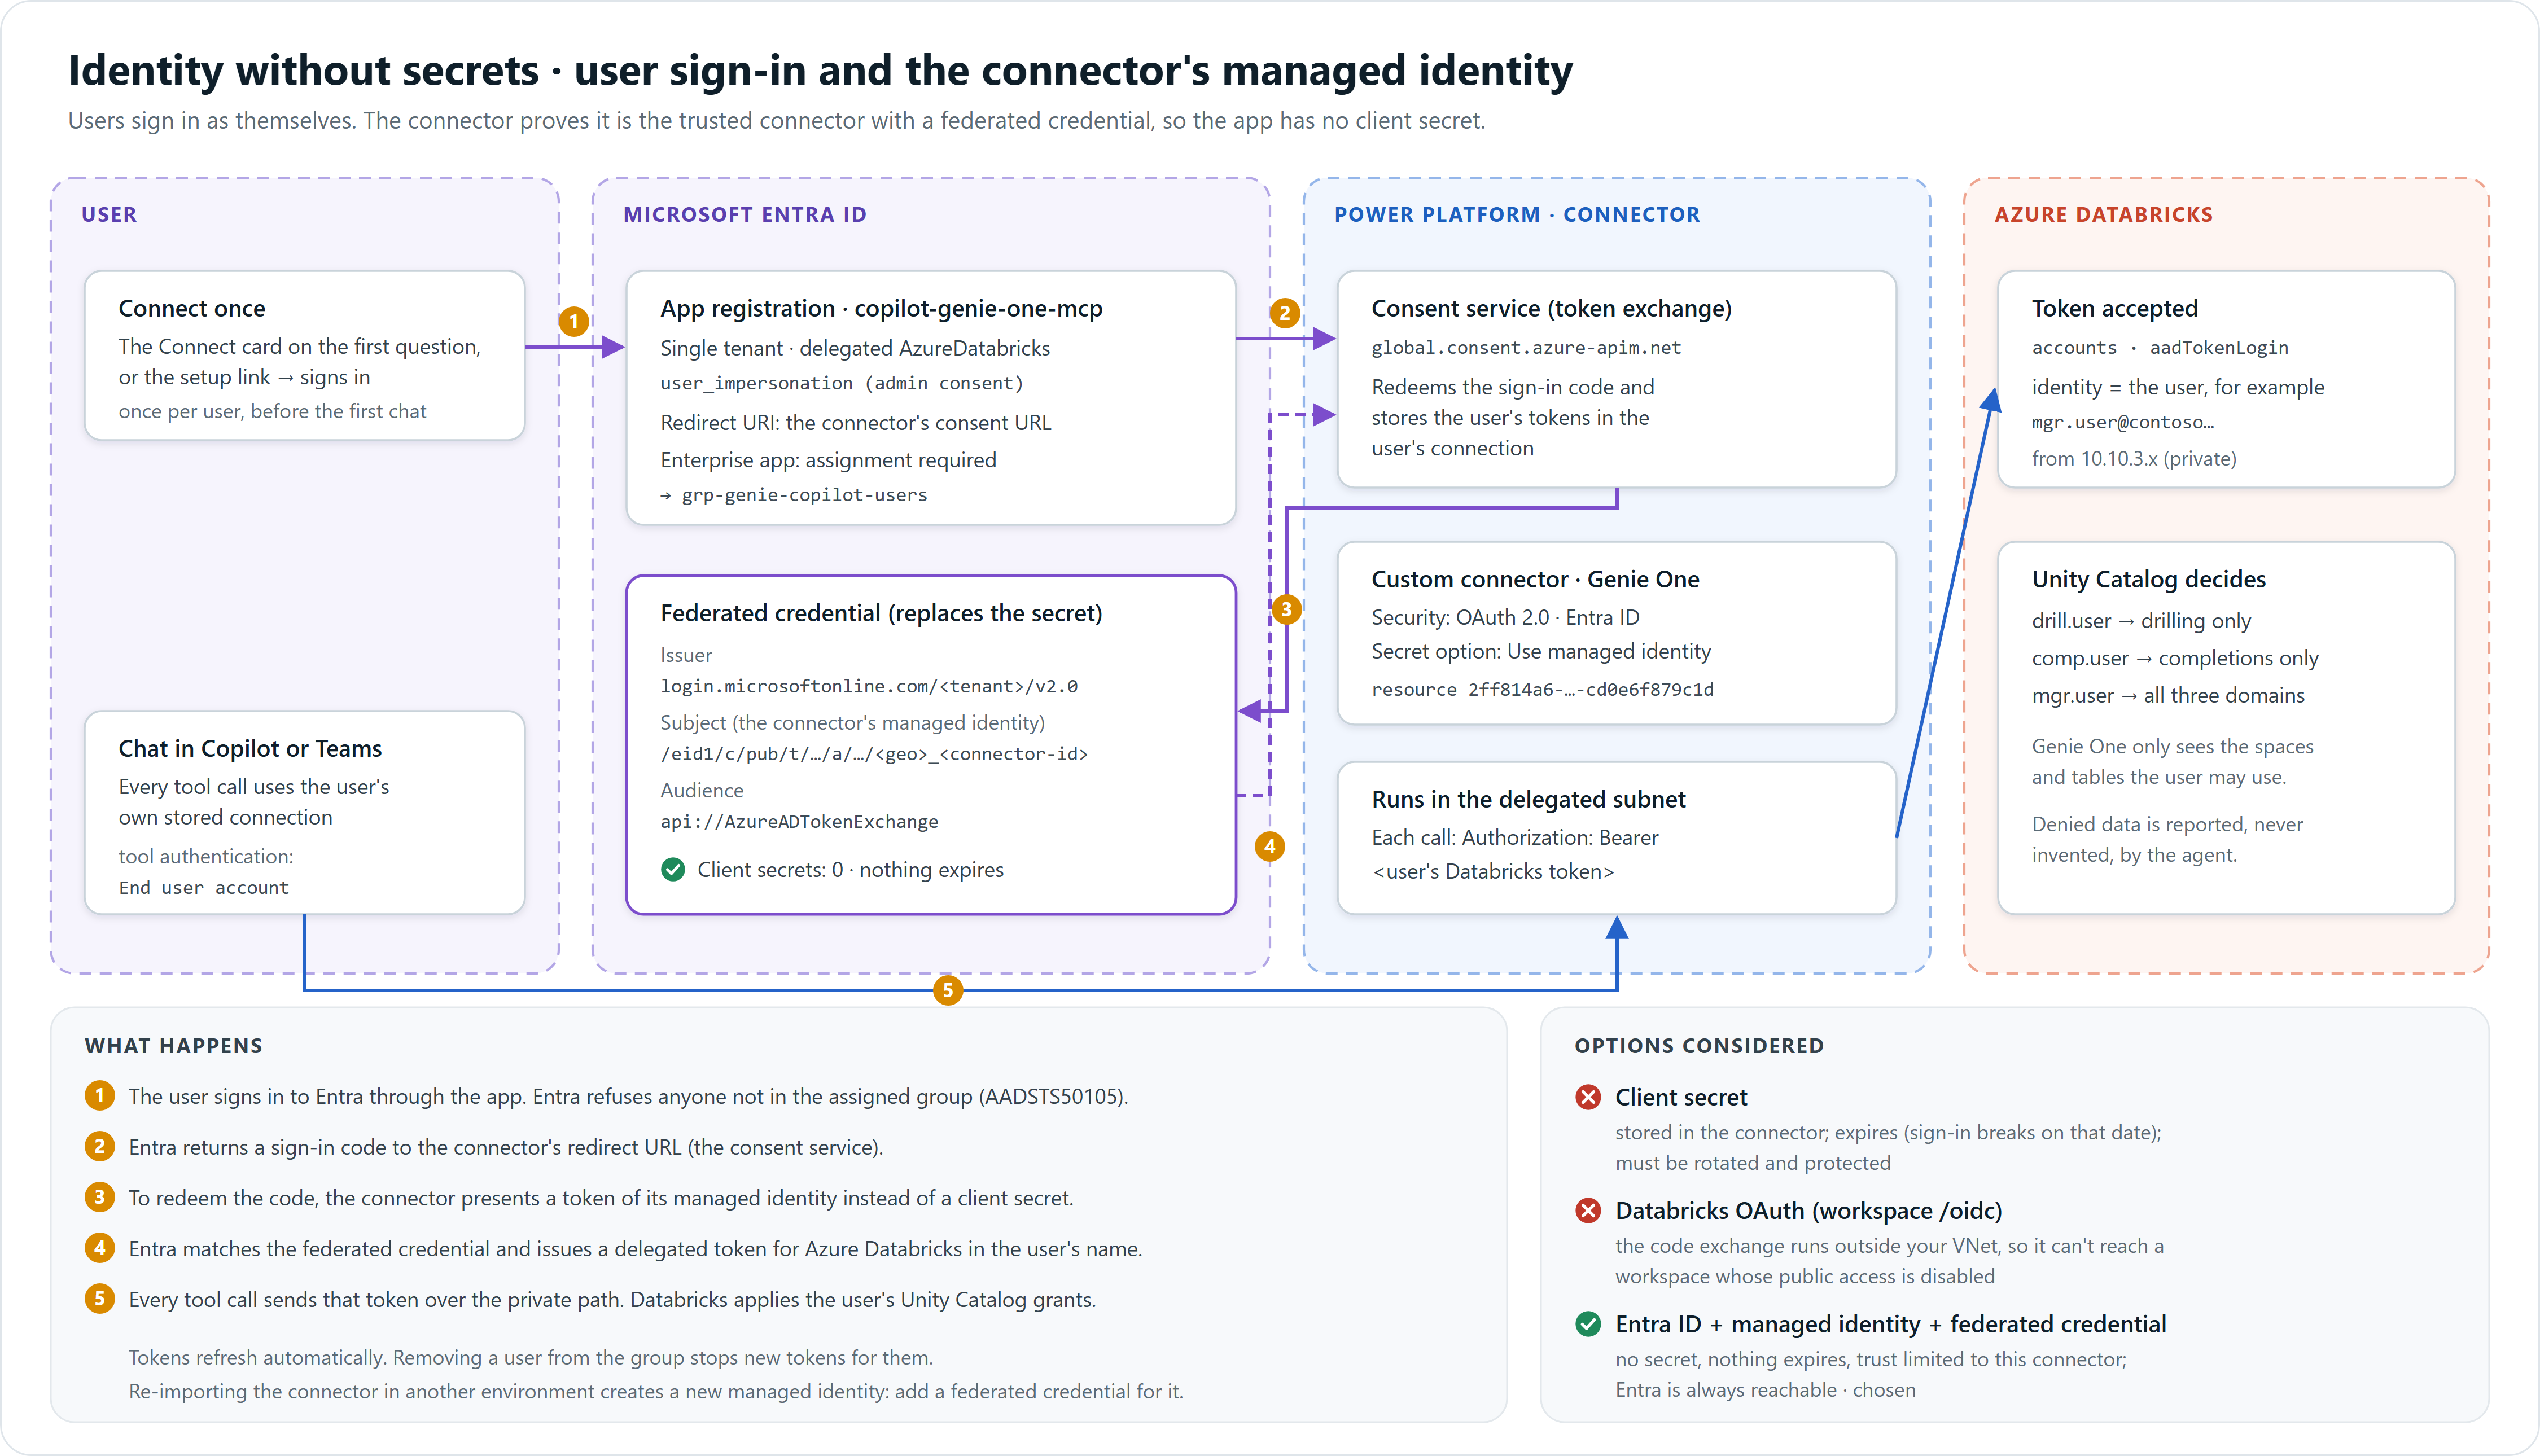 Identity without secrets · user sign-in and the connector's managed identity
Users sign in as themselves. The connector proves it is the trusted connector with a federated credential, so the app has no client secret.
USER
Connect once
The Connect card on the first question,
or the setup link → signs in
once per user, before the first chat
Chat in Copilot or Teams
Every tool call uses the user's
own stored connection
tool authentication:
End user account
1
MICROSOFT ENTRA ID
App registration · copilot-genie-one-mcp
Single tenant · delegated AzureDatabricks
user_impersonation (admin consent)
Redirect URI: the connector's consent URL
Enterprise app: assignment required
→ grp-genie-copilot-users
Federated credential (replaces the secret)
Issuer
login.microsoftonline.com/<tenant>/v2.0
Subject (the connector's managed identity)
/eid1/c/pub/t/…/a/…/<geo>_<connector-id>
Audience
api://AzureADTokenExchange
Client secrets: 0 · nothing expires
2
3
4
5
POWER PLATFORM · CONNECTOR
Consent service (token exchange)
global.consent.azure-apim.net
Redeems the sign-in code and
stores the user's tokens in the
user's connection
Custom connector · Genie One
Security: OAuth 2.0 · Entra ID
Secret option: Use managed identity
resource 2ff814a6-…-cd0e6f879c1d
Runs in the delegated subnet
Each call: Authorization: Bearer
<user's Databricks token>
AZURE DATABRICKS
Token accepted
accounts · aadTokenLogin
identity = the user, for example
mgr.user@contoso…
from 10.10.3.x (private)
Unity Catalog decides
drill.user → drilling only
comp.user → completions only
mgr.user → all three domains
Genie One only sees the spaces
and tables the user may use.
Denied data is reported, never
invented, by the agent.
WHAT HAPPENS
1 The user signs in to Entra through the app. Entra refuses anyone not in the assigned group (AADSTS50105).
2 Entra returns a sign-in code to the connector's redirect URL (the consent service).
3 To redeem the code, the connector presents a token of its managed identity instead of a client secret.
4 Entra matches the federated credential and issues a delegated token for Azure Databricks in the user's name.
5 Every tool call sends that token over the private path. Databricks applies the user's Unity Catalog grants.
Tokens refresh automatically. Removing a user from the group stops new tokens for them.
Re-importing the connector in another environment creates a new managed identity: add a federated credential for it.
OPTIONS CONSIDERED
Client secret
stored in the connector; expires (sign-in breaks on that date);
must be rotated and protected
Databricks OAuth (workspace /oidc)
the code exchange runs outside your VNet, so it can't reach a
workspace whose public access is disabled
Entra ID + managed identity + federated credential
no secret, nothing expires, trust limited to this connector;
Entra is always reachable · chosen